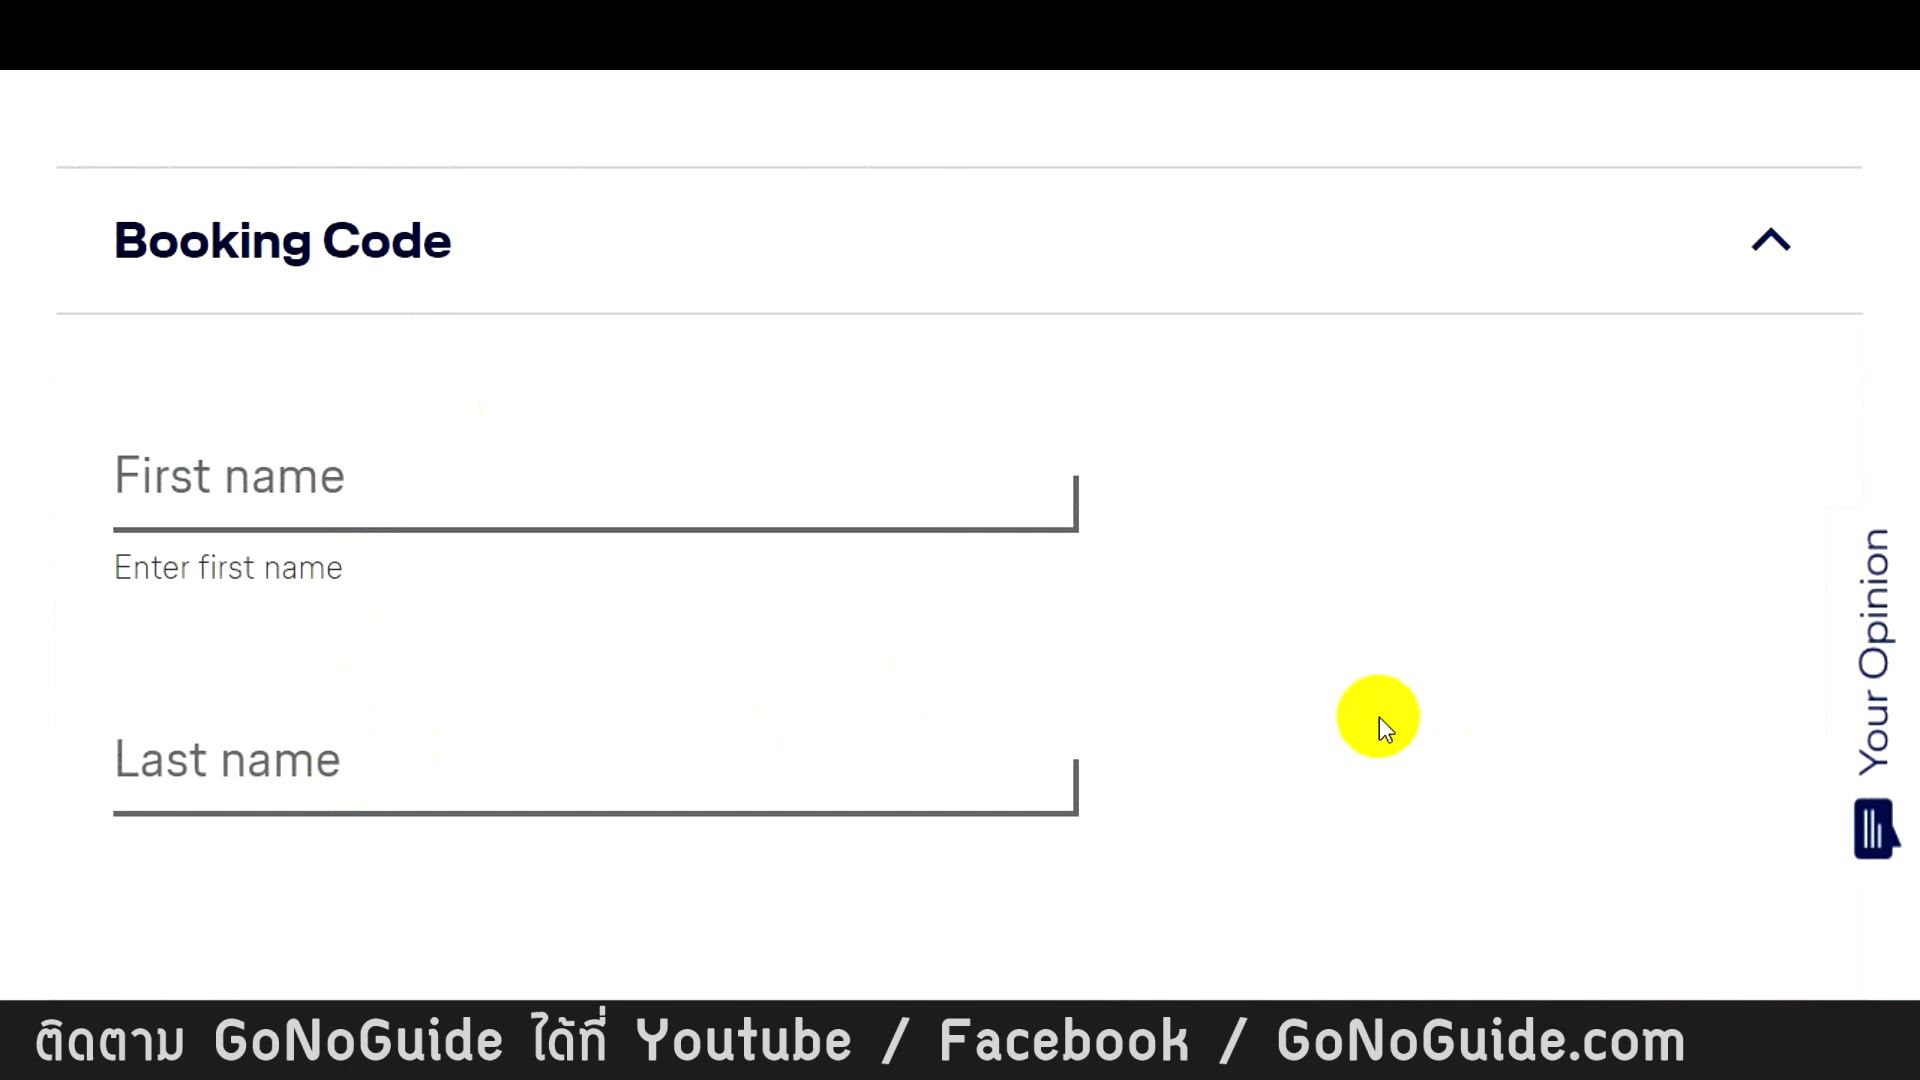 Booking Code
First name
Enter first name
Last name
Your Opinion
ติดตาม GoNoGuide ได้ที่ Youtube / Facebook / GoNoGuide.com